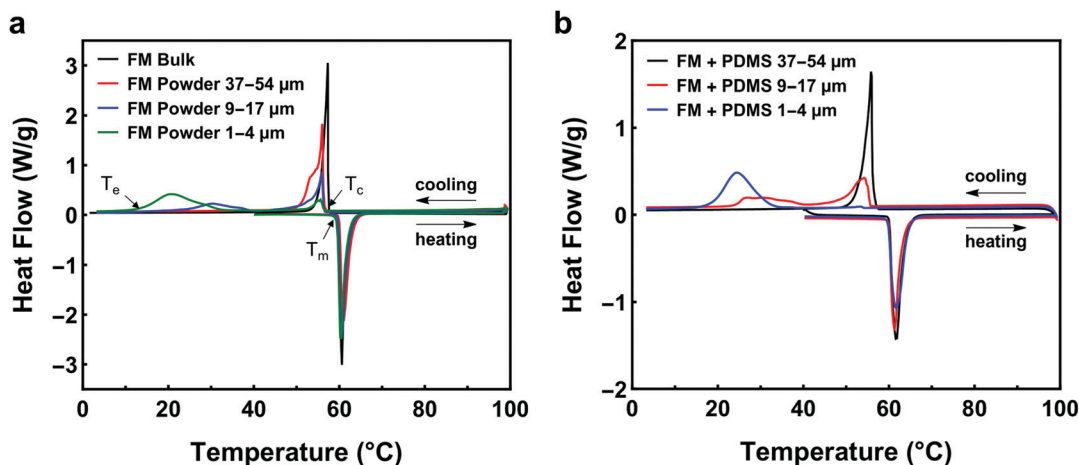 a
FM Bulk
FM Powder 37–54 μm
FM Powder 9–17 μm
FM Powder 1–4 μm
Te
Tc
Tm
cooling
heating
3
2
1
0
−1
−2
−3
0
20
40
60
80
100
Heat Flow (W/g)
Temperature (°C)
b
FM + PDMS 37–54 μm
FM + PDMS 9–17 μm
FM + PDMS 1–4 μm
cooling
heating
2
1
0
−1
−2
0
20
40
60
80
100
Heat Flow (W/g)
Temperature (°C)